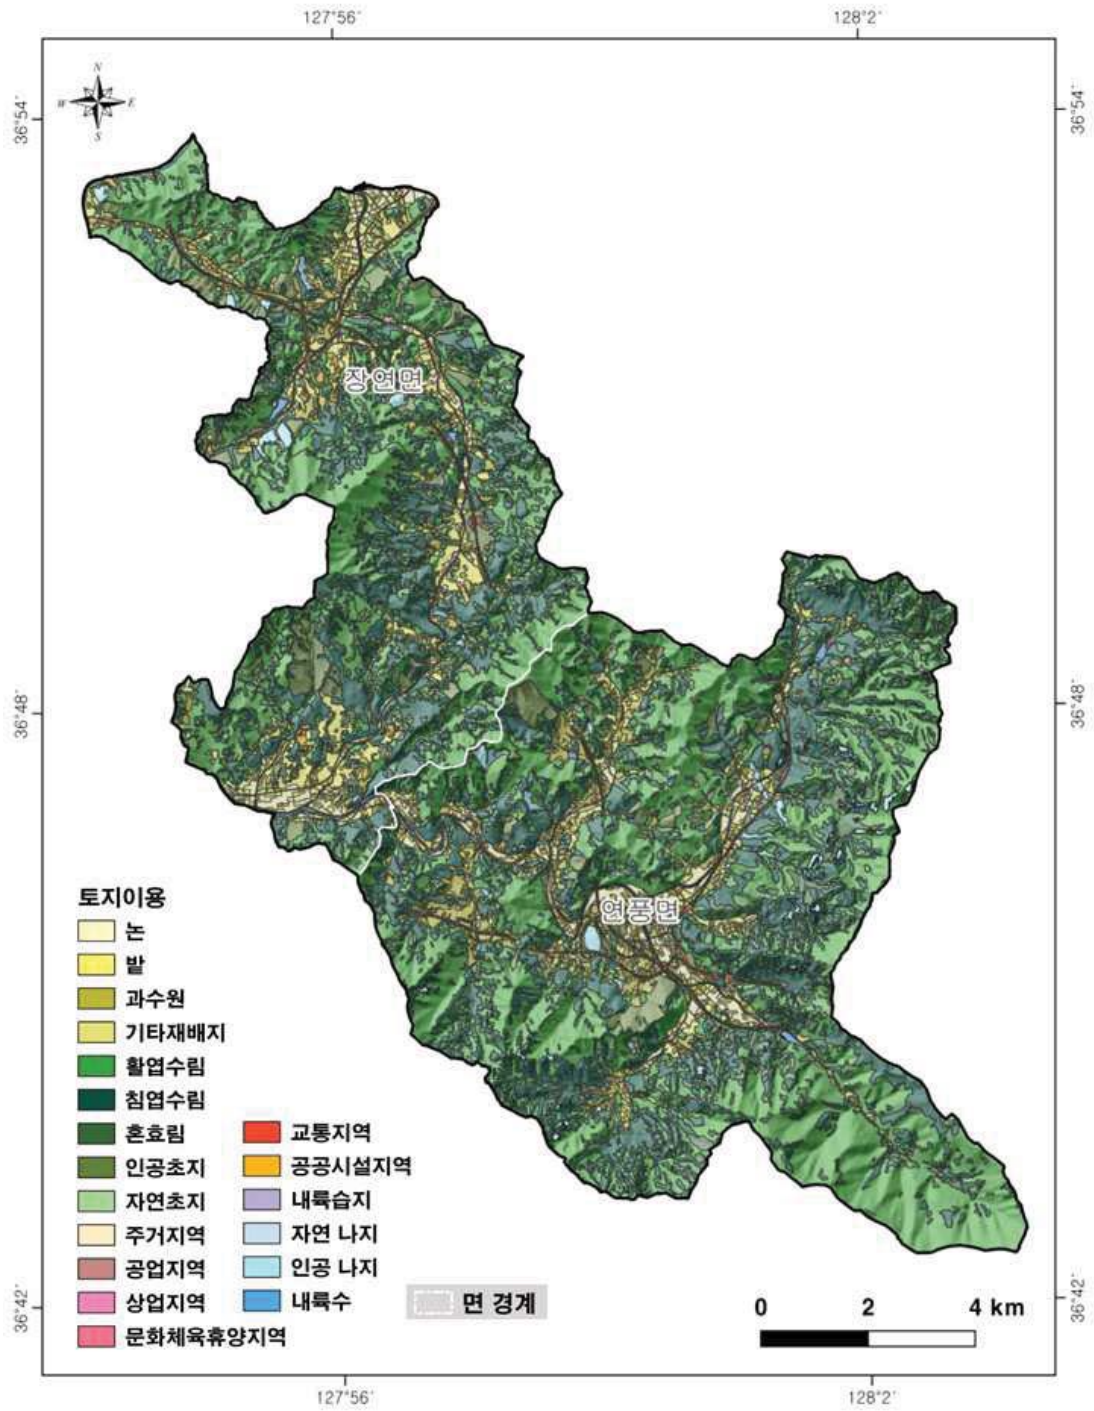 127°56′
128°2′
N
W E
S
36°54′
36°54′
장연면
36°48′
36°48′
연풍면
토지이용
논
밭
과수원
기타재배지
활엽수림
침엽수림
혼효림
인공초지
자연초지
주거지역
공업지역
상업지역
문화체육휴양지역
교통지역
공공시설지역
내륙습지
자연 나지
인공 나지
내륙수
면 경계
0 2 4 km
36°42′
36°42′
127°56′
128°2′